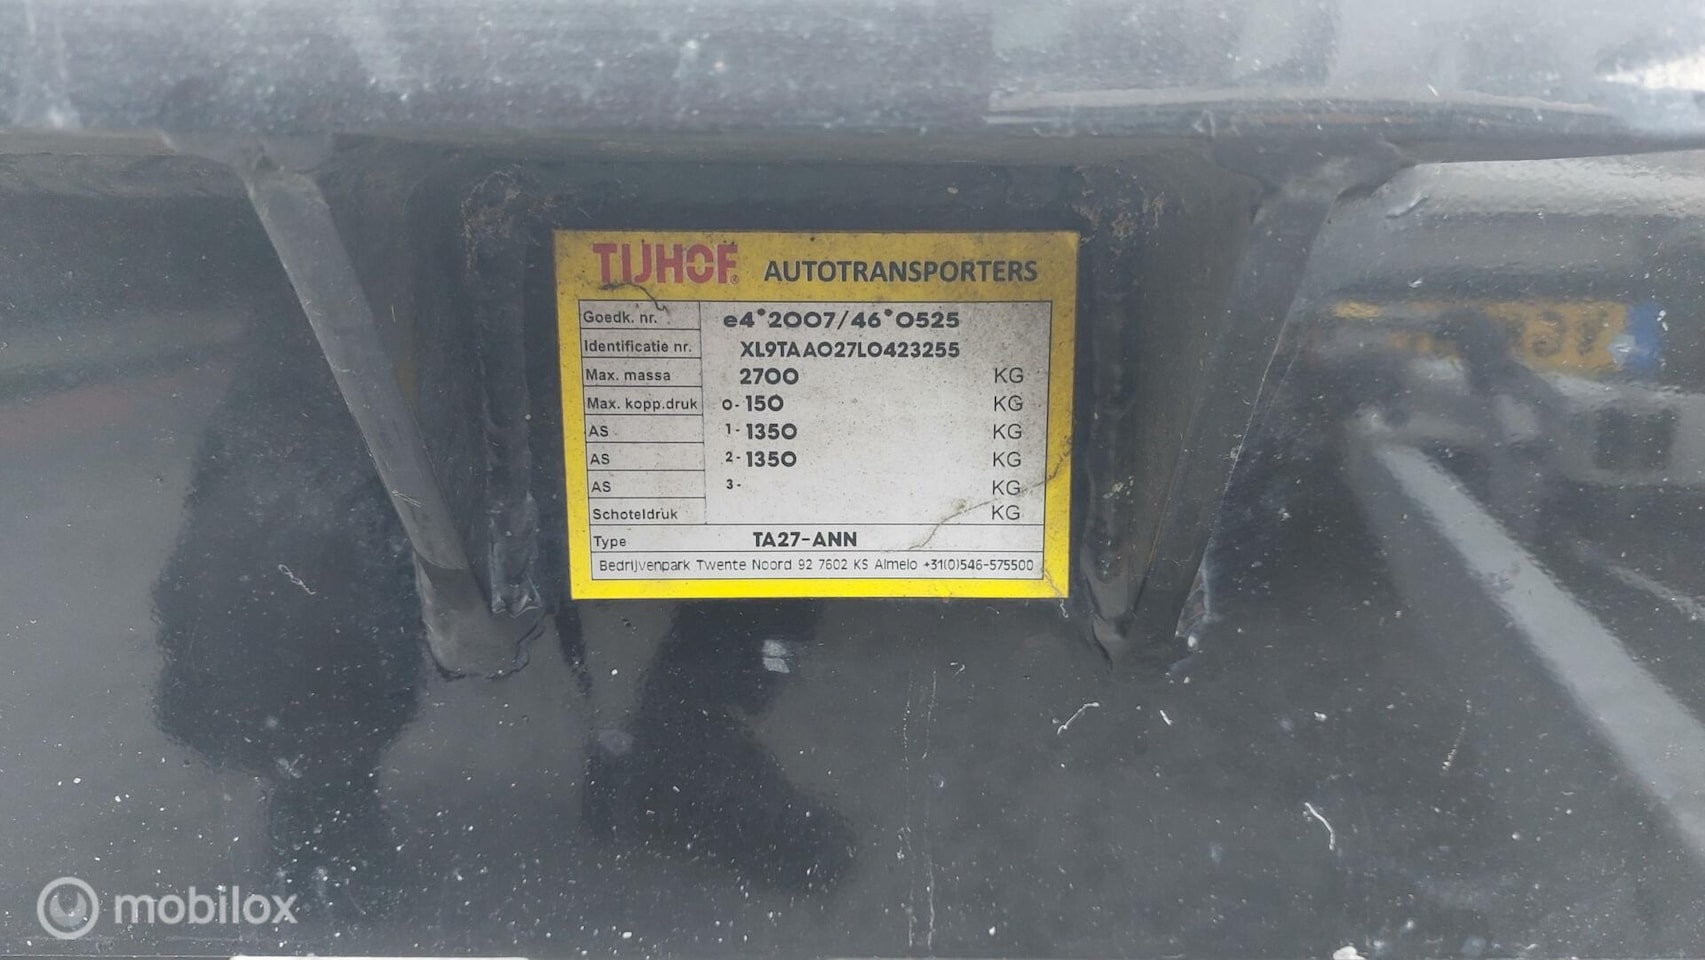 TIJHOF AUTOTRANSPORTERS
Goedk. nr. e4*2007/46*0525
Identificatie nr. XL9TAA027L0423255
Max. massa 2700 KG
Max. kopp.druk 0- 150 KG
AS 1- 1350 KG
AS 2- 1350 KG
AS 3- KG
Schoteldruk KG
Type TA27-ANN
Bedrijvenpark Twente Noord 92 7602 KS Almelo +31(0)546-575500
mobilox